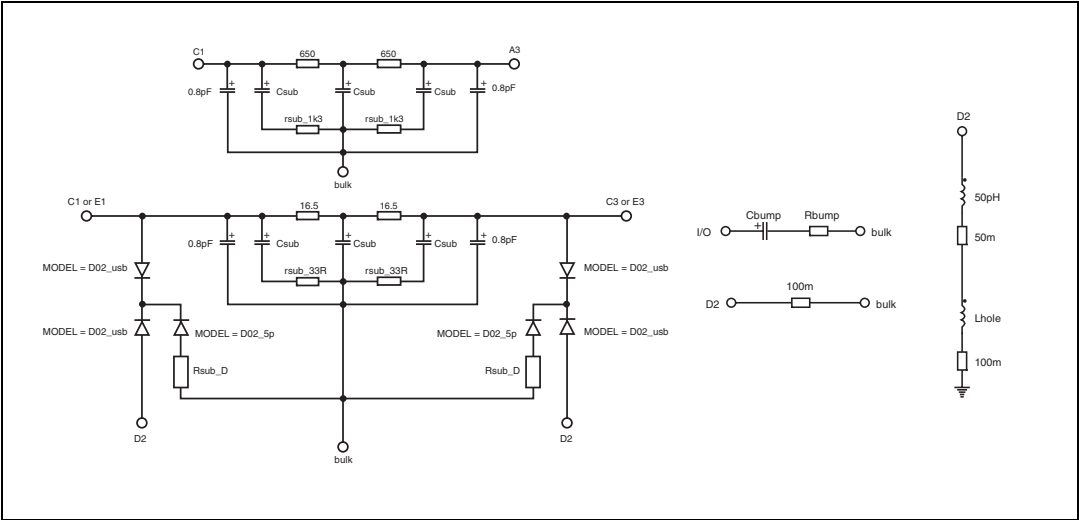 C1
650
650
A3
0.8pF
+
+
Csub
+
Csub
+
Csub
+
0.8pF
rsub_1k3
rsub_1k3
bulk
C1 or E1
16.5
16.5
C3 or E3
0.8pF
+
+
Csub
+
Csub
+
Csub
+
0.8pF
rsub_33R
rsub_33R
MODEL = D02_usb
MODEL = D02_usb
MODEL = D02_usb
MODEL = D02_5p
MODEL = D02_5p
MODEL = D02_usb
Rsub_D
Rsub_D
D2
D2
bulk
Cbump
Rbump
I/O
+
bulk
100m
D2
bulk
D2
50pH
50m
Lhole
100m